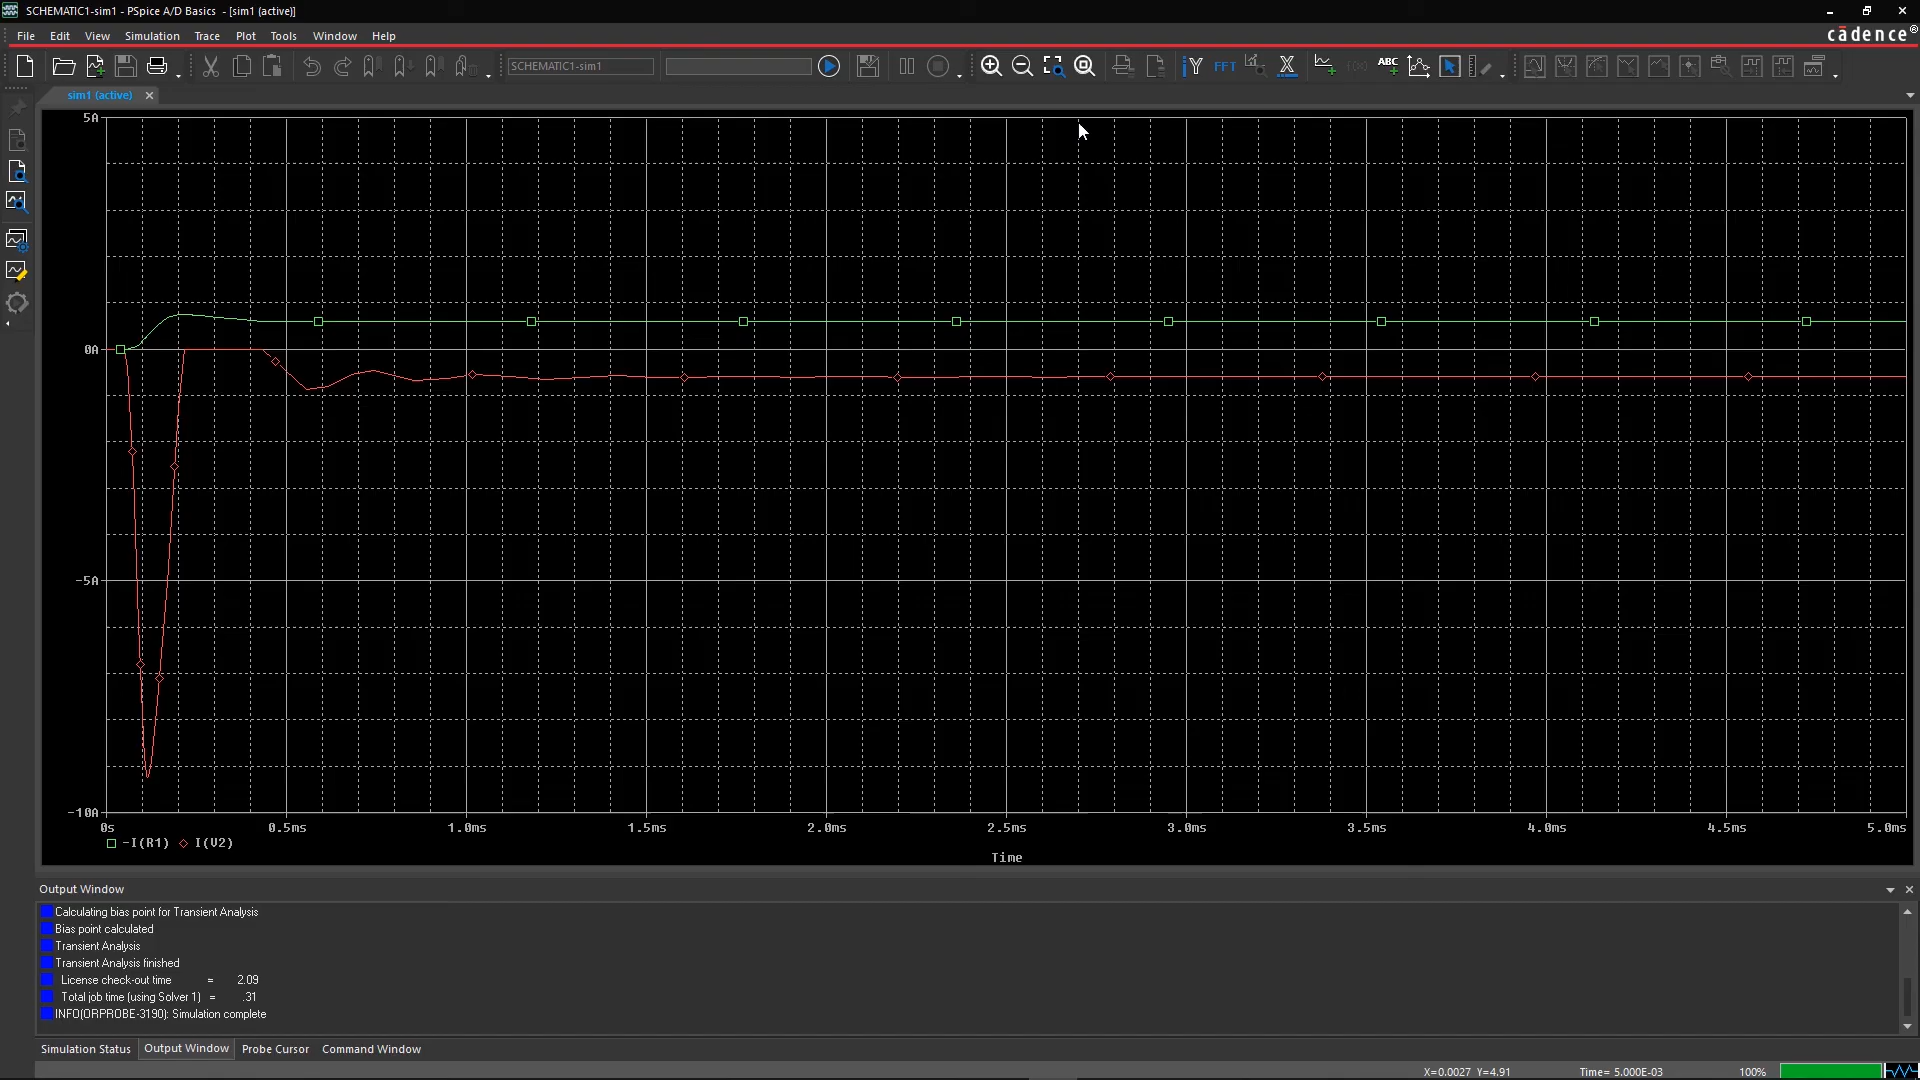 SCHEMATIC1-sim1 - PSpice A/D Basics - [sim1 (active)]
File Edit View Simulation Trace Plot Tools Window Help
cādence®
SCHEMATIC1-sim1
Y FFT X ABC
sim1 (active)
5A
0A
-5A
-10A
0s 0.5ms 1.0ms 1.5ms 2.0ms 2.5ms 3.0ms 3.5ms 4.0ms 4.5ms 5.0ms
-I(R1) I(V2)
Time
Output Window
Calculating bias point for Transient Analysis
Bias point calculated
Transient Analysis
Transient Analysis finished
License check-out time = 2.09
Total job time (using Solver 1) = .31
INFO(ORPROBE-3190): Simulation complete
Simulation Status Output Window Probe Cursor Command Window
X=0.0027 Y=4.91 Time= 5.000E-03 100%